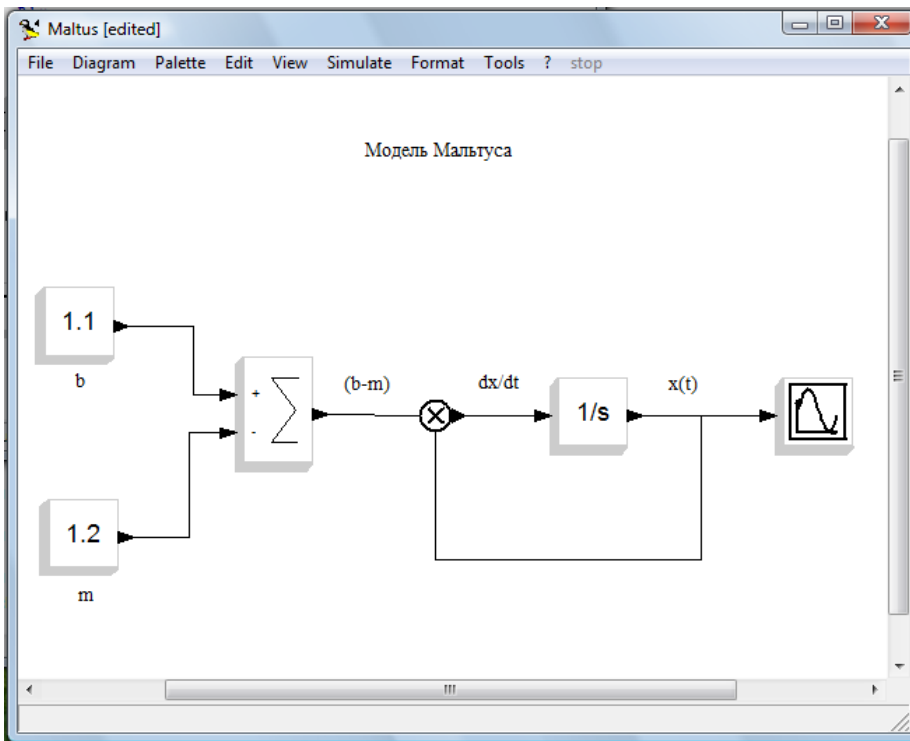 Maltus [edited]
File Diagram Palette Edit View Simulate Format Tools ? stop
Модель Мальтуса
1.1
b
+
-
(b-m)
dx/dt
1/s
x(t)
1.2
m